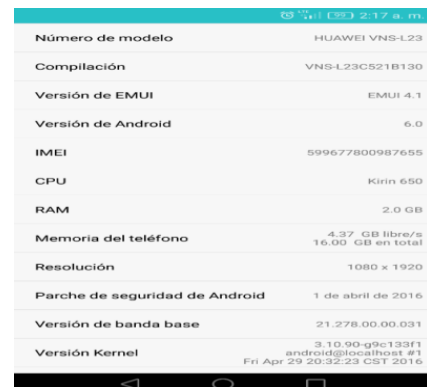 2:17 a. m.
Número de modelo HUAWEI VNS-L23
Compilación VNS-L23C521B130
Versión de EMUI EMUI 4.1
Versión de Android 6.0
IMEI 599677800987655
CPU Kirin 650
RAM 2.0 GB
Memoria del teléfono 4.37 GB libre/s
16.00 GB en total
Resolución 1080 x 1920
Parche de seguridad de Android 1 de abril de 2016
Versión de banda base 21.278.00.00.031
Versión Kernel 3.10.90-g9c133f1
android@localhost #1
Fri Apr 29 20:32:23 CST 2016